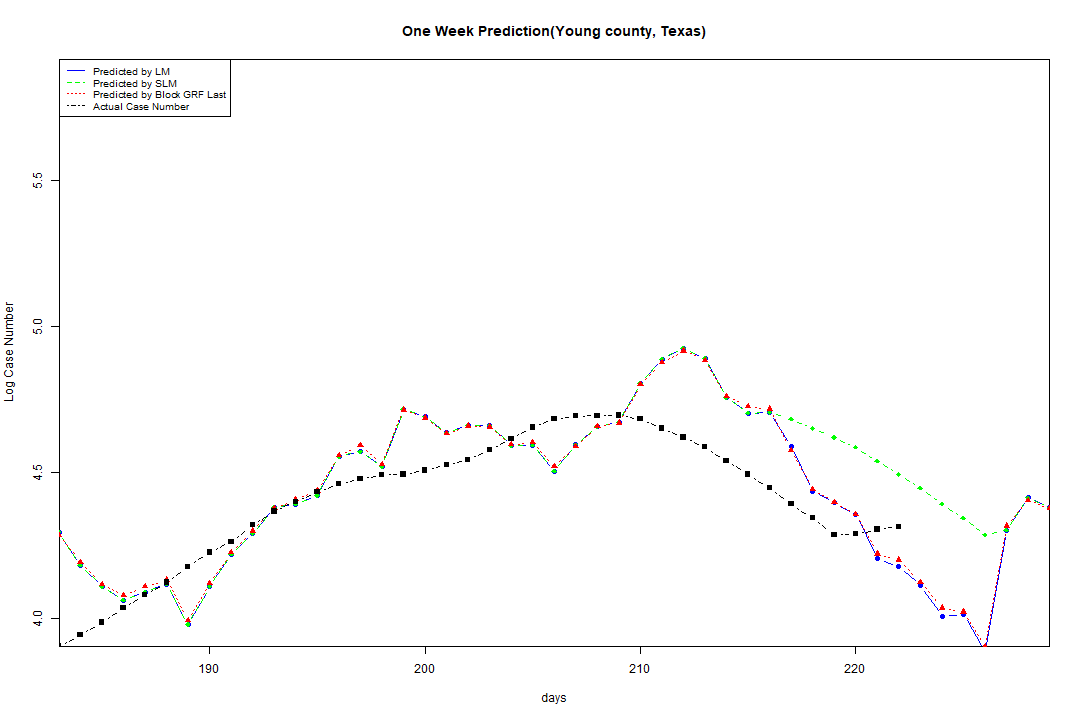 One Week Prediction(Young county, Texas)
Predicted by LM
Predicted by SLM
Predicted by Block GRF Last
Actual Case Number
5.5
5.0
4.5
4.0
Log Case Number
190
200
210
220
days